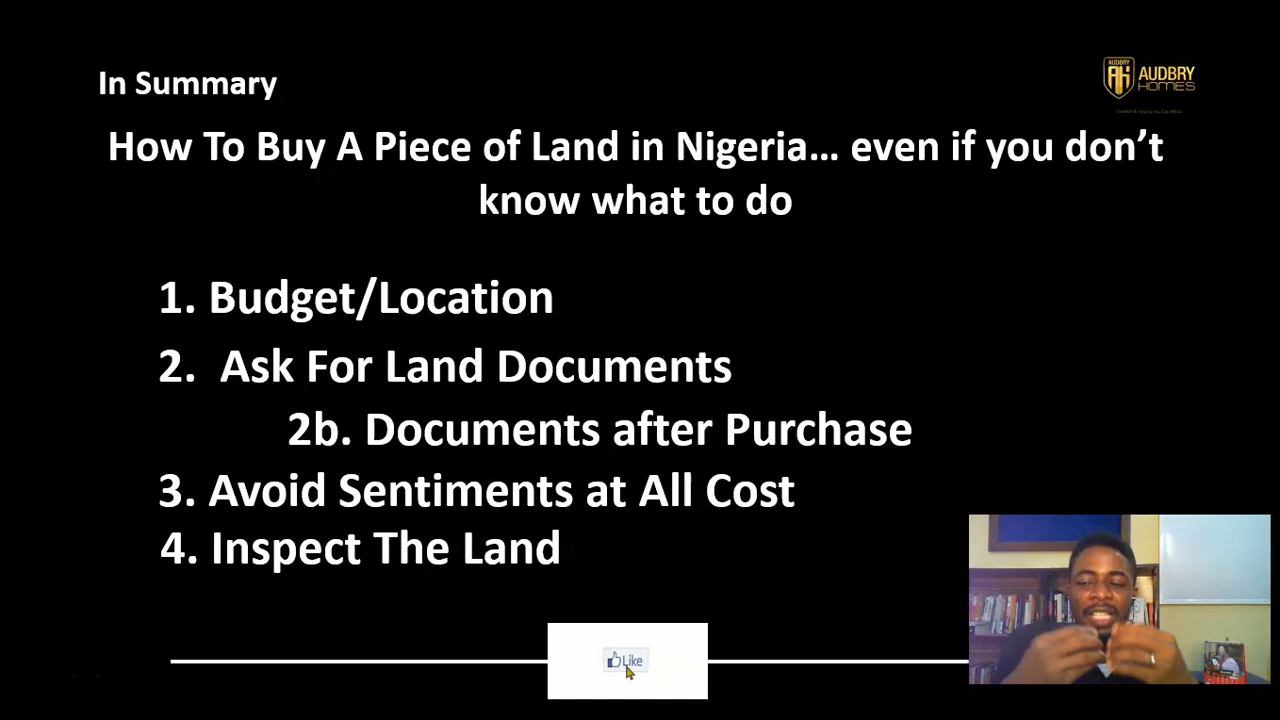 In Summary
AUDBRY
AUDBRY
HOMES
How To Buy A Piece of Land in Nigeria... even if you don't
know what to do
1. Budget/Location
2. Ask For Land Documents
2b. Documents after Purchase
3. Avoid Sentiments at All Cost
4. Inspect The Land
Like